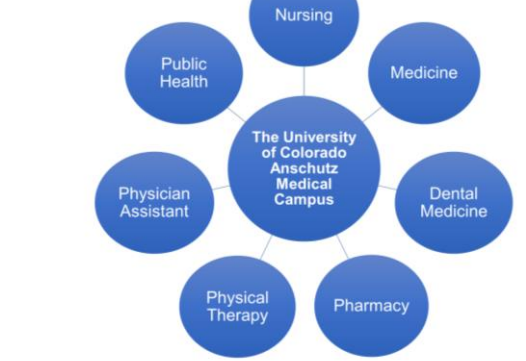 Nursing
Medicine
Dental
Medicine
Pharmacy
Physical
Therapy
Physician
Assistant
Public
Health
The University
of Colorado
Anschutz
Medical
Campus